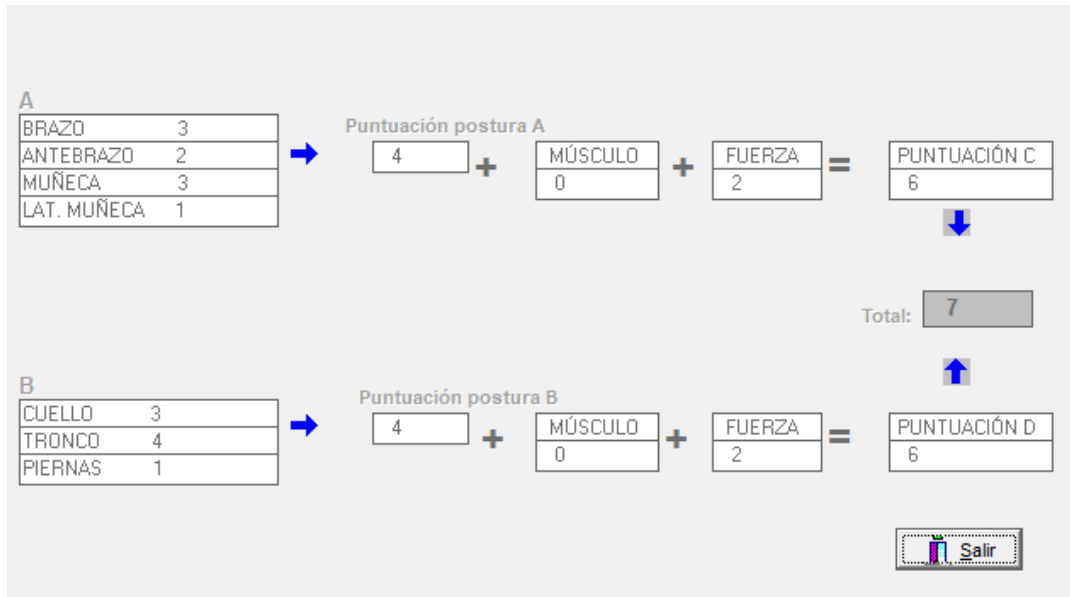 A
BRAZO 3
ANTEBRAZO 2
MUÑECA 3
LAT. MUÑECA 1
Puntuación postura A
4 + MÚSCULO 0 + FUERZA 2 = PUNTUACIÓN C 6
Total: 7
B
CUELLO 3
TRONCO 4
PIERNAS 1
Puntuación postura B
4 + MÚSCULO 0 + FUERZA 2 = PUNTUACIÓN D 6
Salir